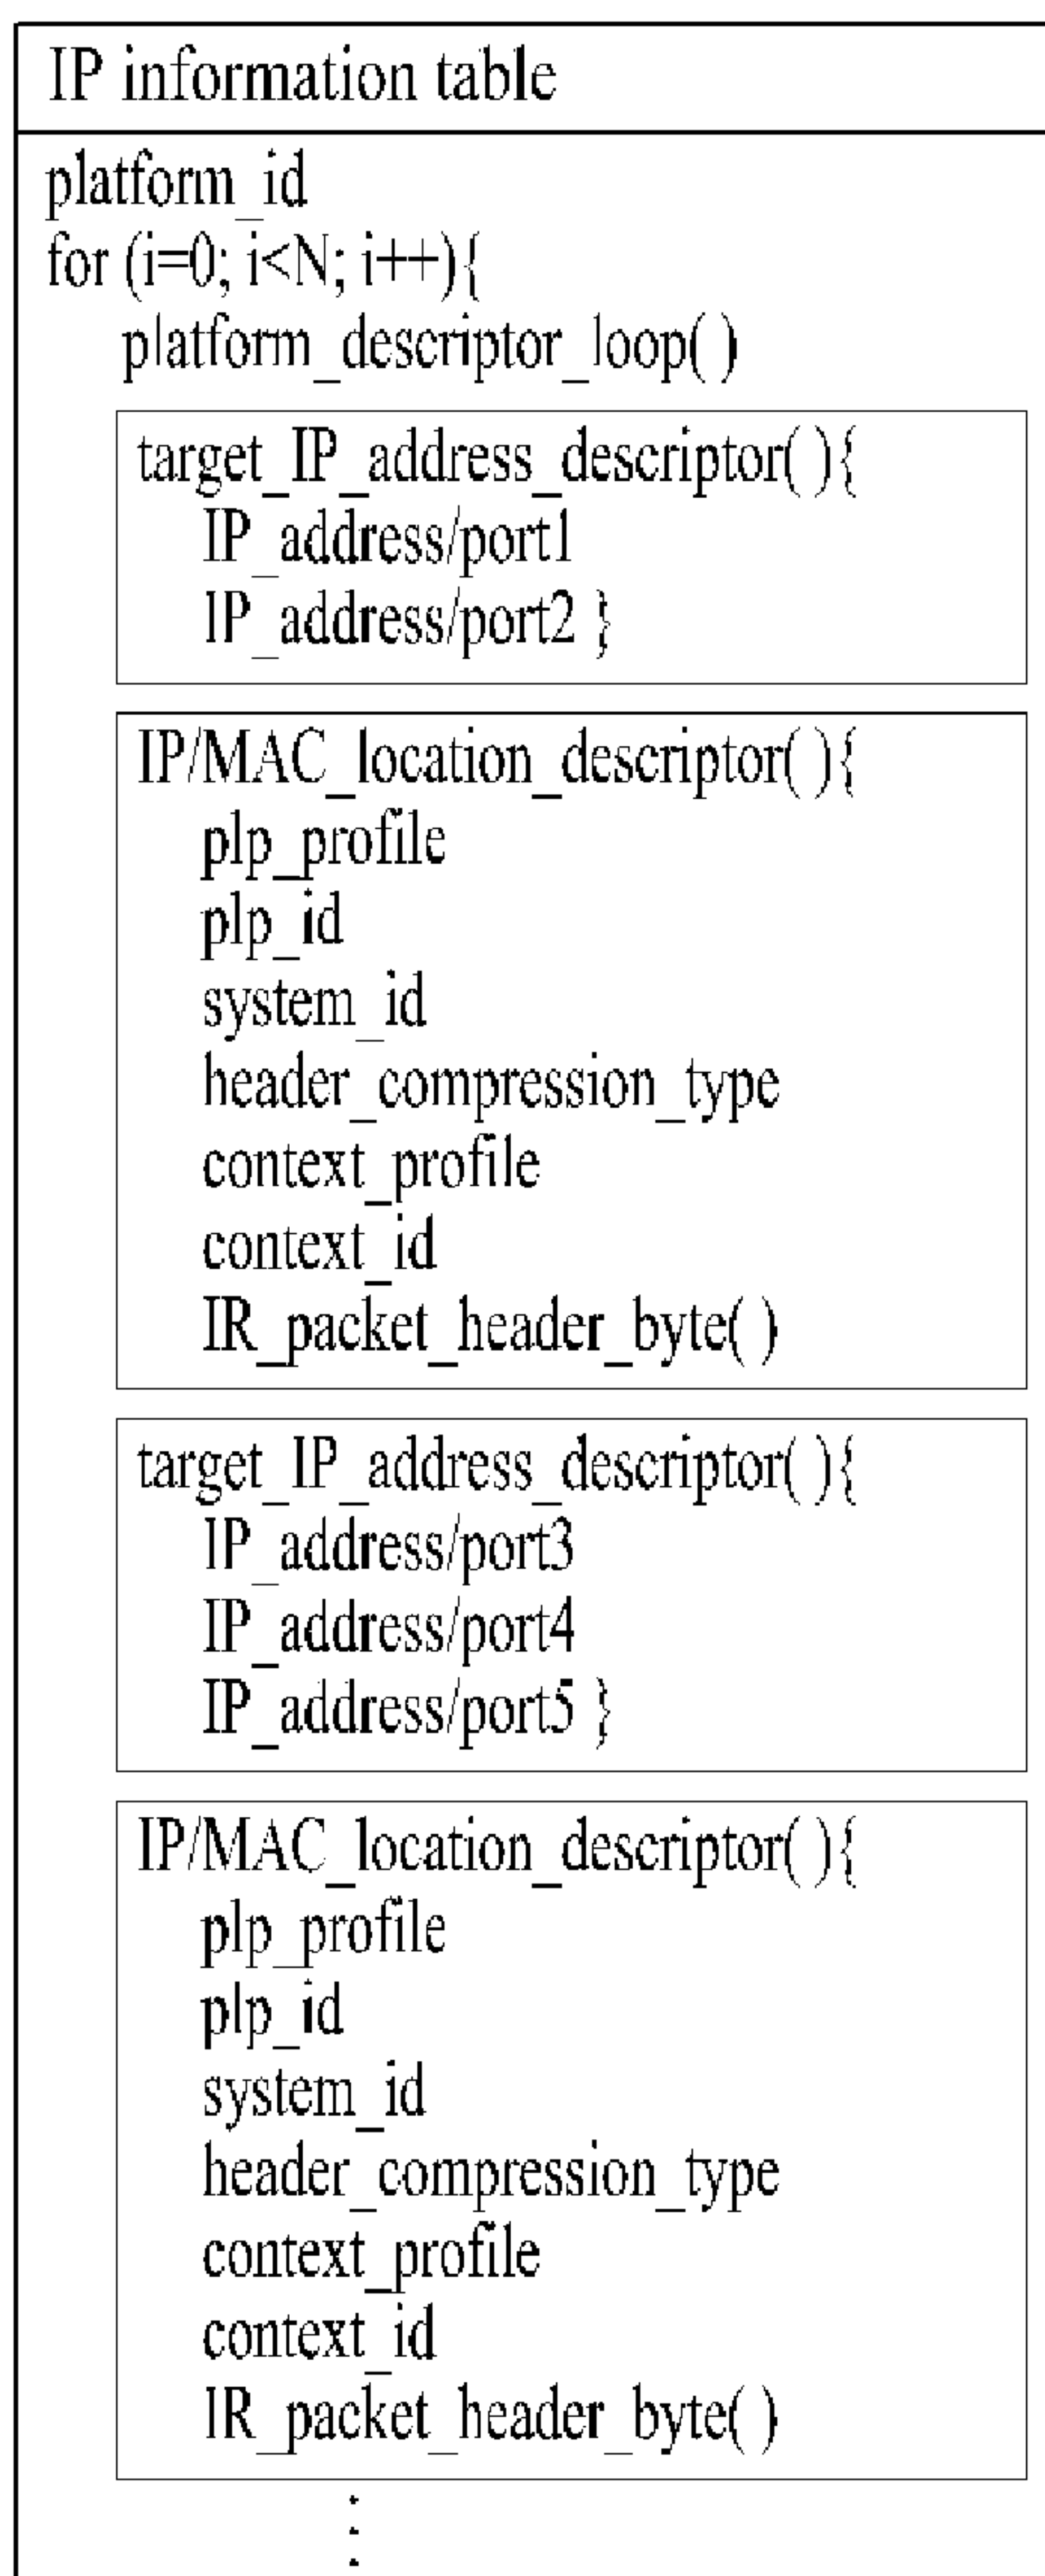 IP information table
platform_id
for (i=0; i<N; i++){
platform_descriptor_loop( )
target_IP_address_descriptor( ){
IP_address/port1
IP_address/port2 }
IP/MAC_location_descriptor( ){
plp_profile
plp_id
system_id
header_compression_type
context_profile
context_id
IR_packet_header_byte( )
target_IP_address_descriptor( ){
IP_address/port3
IP_address/port4
IP_address/port5 }
IP/MAC_location_descriptor( ){
plp_profile
plp_id
system_id
header_compression_type
context_profile
context_id
IR_packet_header_byte( )